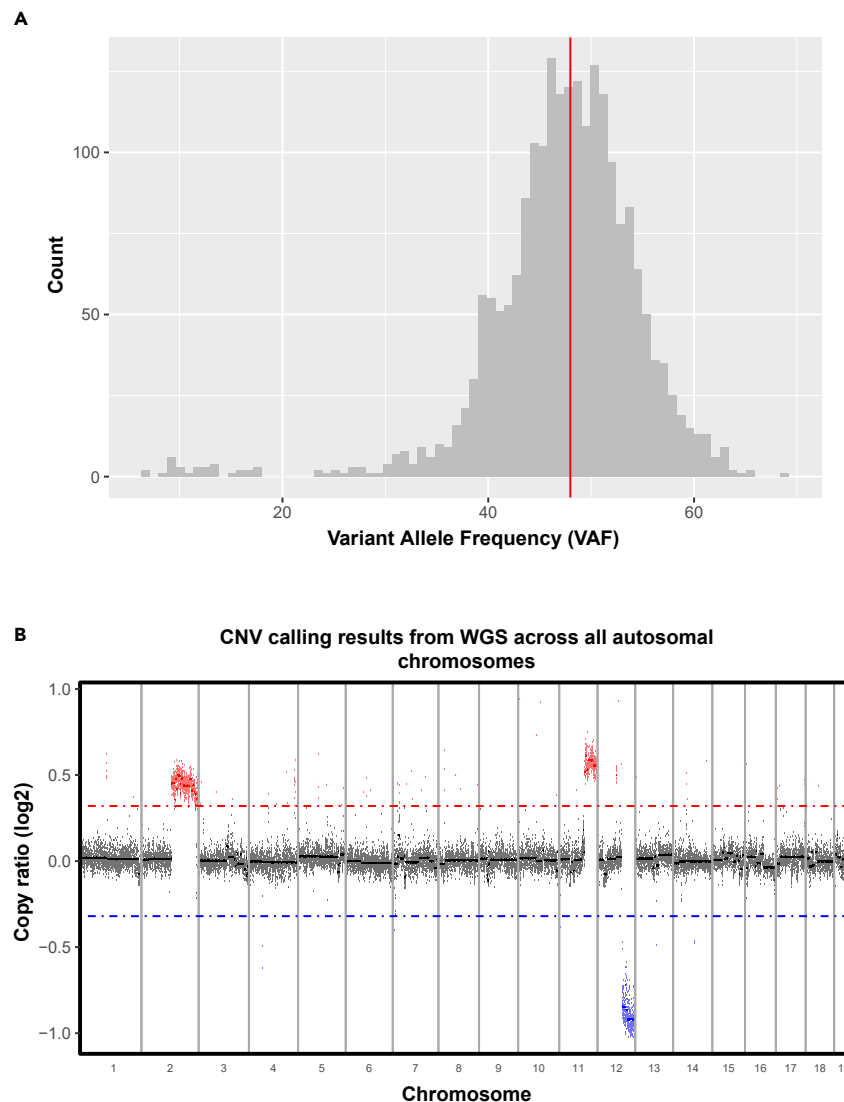 A
100
50
0
Count
20 40 60
Variant Allele Frequency (VAF)
B
CNV calling results from WGS across all autosomal
chromosomes
1.0
0.5
0.0
−0.5
−1.0
Copy ratio (log2)
1 2 3 4 5 6 7 8 9 10 11 12 13 14 15 16 17 18
Chromosome